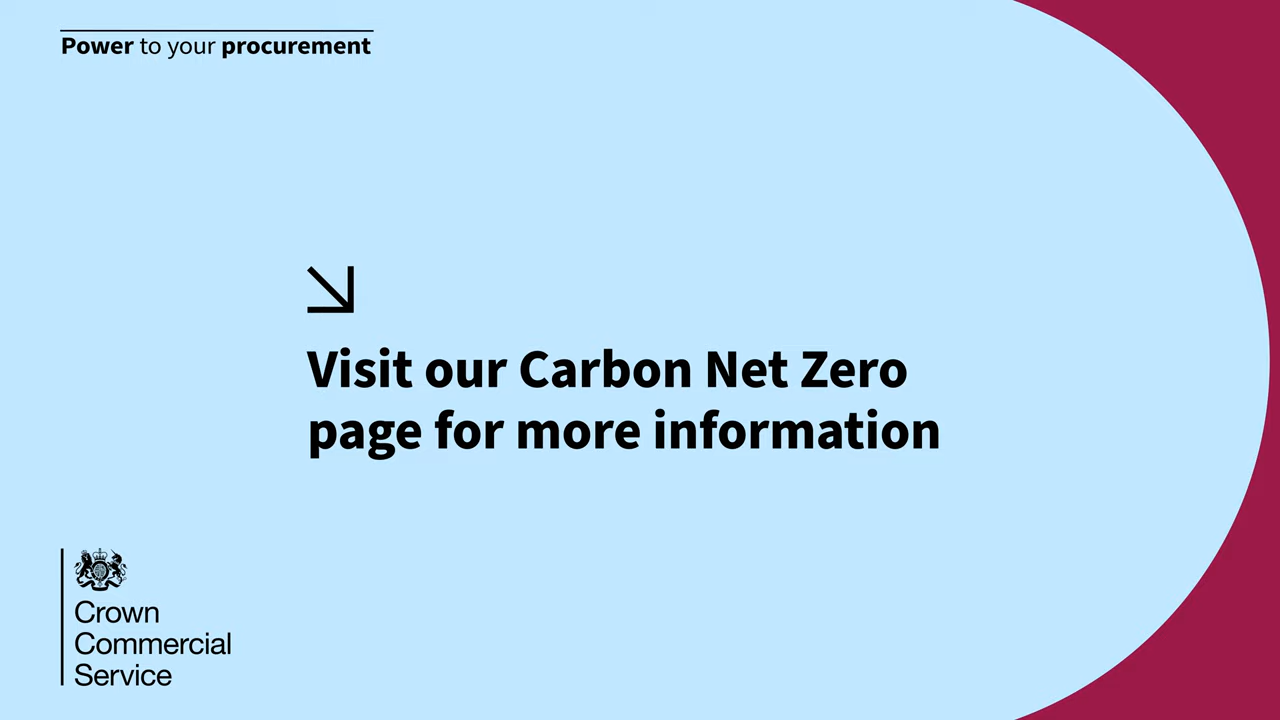 Power to your procurement
Visit our Carbon Net Zero
page for more information
Crown
Commercial
Service